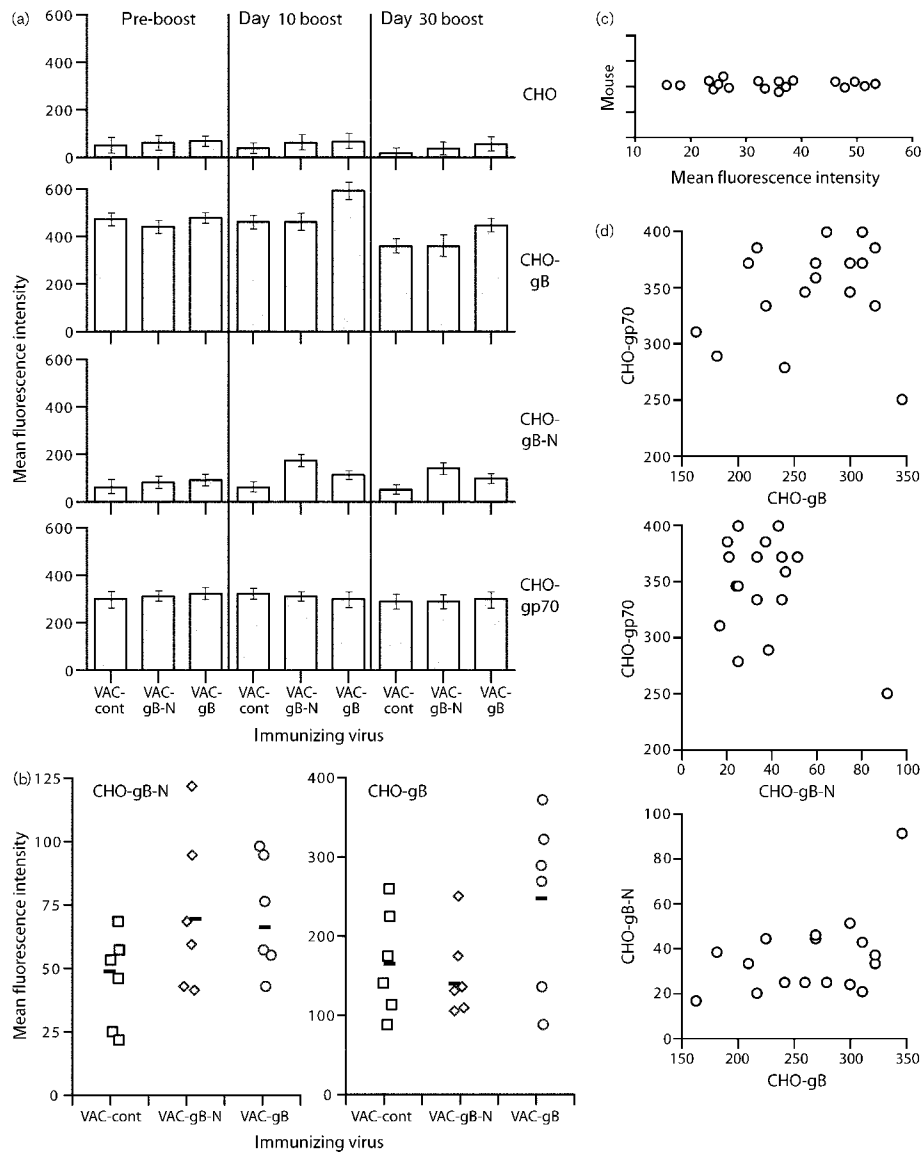 (a)
Pre-boost
Day 10 boost
Day 30 boost
600
400
200
0
CHO
600
400
200
0
CHO-
gB
600
400
200
0
CHO-
gB-N
600
400
200
0
CHO-
gp70
Mean fluorescence intensity
Mean fluorescence intensity
VAC-
cont
VAC-
gB-N
VAC-
gB
VAC-
cont
VAC-
gB-N
VAC-
gB
VAC-
cont
VAC-
gB-N
VAC-
gB
Immunizing virus
(b)
CHO-gB-N
125
100
75
50
25
0
Mean fluorescence intensity
VAC-cont
VAC-gB-N
VAC-gB
CHO-gB
400
300
200
100
0
VAC-cont
VAC-gB-N
VAC-gB
Immunizing virus
(c)
Mouse
10 20 30 40 50 60
Mean fluorescence intensity
(d)
CHO-gp70
400
350
300
250
200
150 200 250 300 350
CHO-gB
CHO-gp70
400
350
300
250
200
0 20 40 60 80 100
CHO-gB-N
CHO-gB-N
100
80
60
40
20
0
150 200 250 300 350
CHO-gB